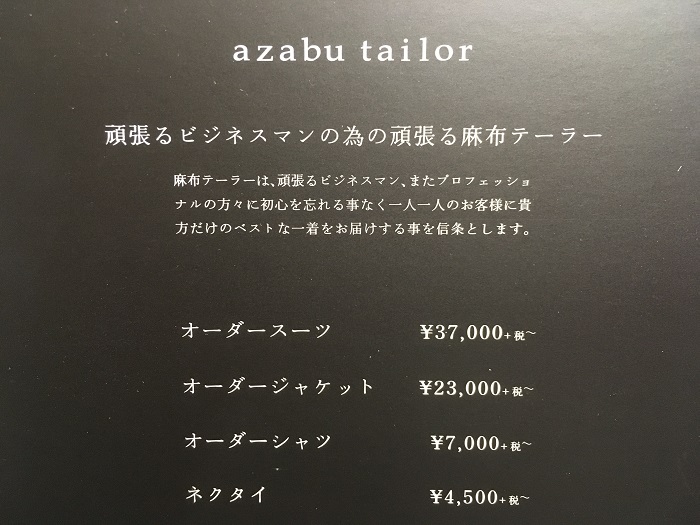 azabu tailor
頑張るビジネスマンの為の頑張る麻布テーラー
麻布テーラーは、頑張るビジネスマン、またプロフェッショ
ナルの方々に初心を忘れる事なく一人一人のお客様に貴
方だけのベストな一着をお届けする事を信条とします。
オーダースーツ ¥37,000+税〜
オーダージャケット ¥23,000+税〜
オーダーシャツ ¥7,000+税〜
ネクタイ ¥4,500+税〜